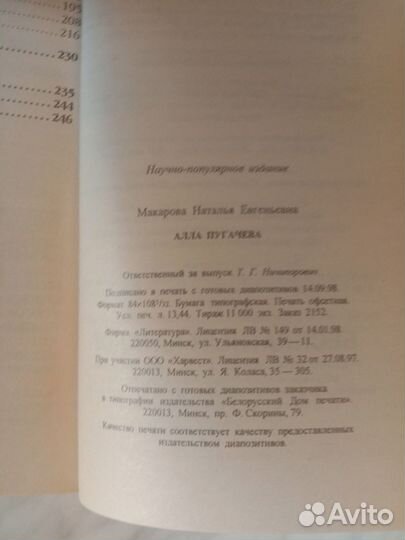 195
208
216
230
235
244
246
Научно-популярное издание
Макарова Наталья Евгеньевна
АЛЛА ПУГАЧЕВА
Ответственный за выпуск Т. Г. Ничипорович
Подписано в печать с готовых диапозитивов 14.09.98.
Формат 84×108¹/₃₂. Бумага типографская. Печать офсетная.
Усл. печ. л. 13,44. Тираж 11 000 экз. Заказ 2152.
Фирма «Литература». Лицензия ЛВ № 149 от 14.01.98.
220050, Минск, ул. Ульяновская, 39—11.
При участии ООО «Харвест». Лицензия ЛВ № 32 от 27.08.97.
220013, Минск, ул. Я. Коласа, 35 — 305.
Отпечатано с готовых диапозитивов заказчика
в типографии издательства «Белорусский Дом печати».
220013, Минск, пр. Ф. Скорины, 79.
Качество печати соответствует качеству предоставленных
издательством диапозитивов.
Avito